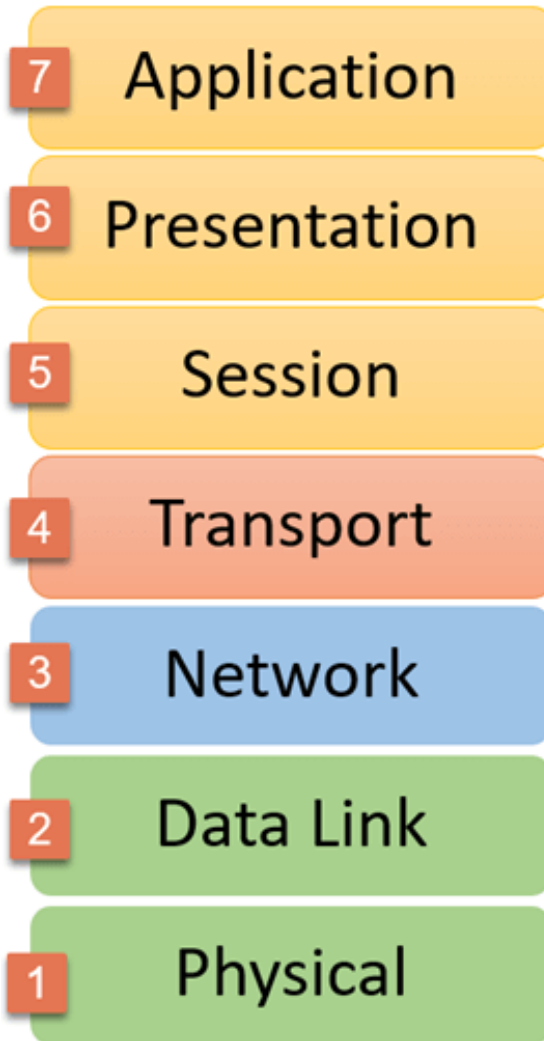 7 Application
6 Presentation
5 Session
4 Transport
3 Network
2 Data Link
1 Physical